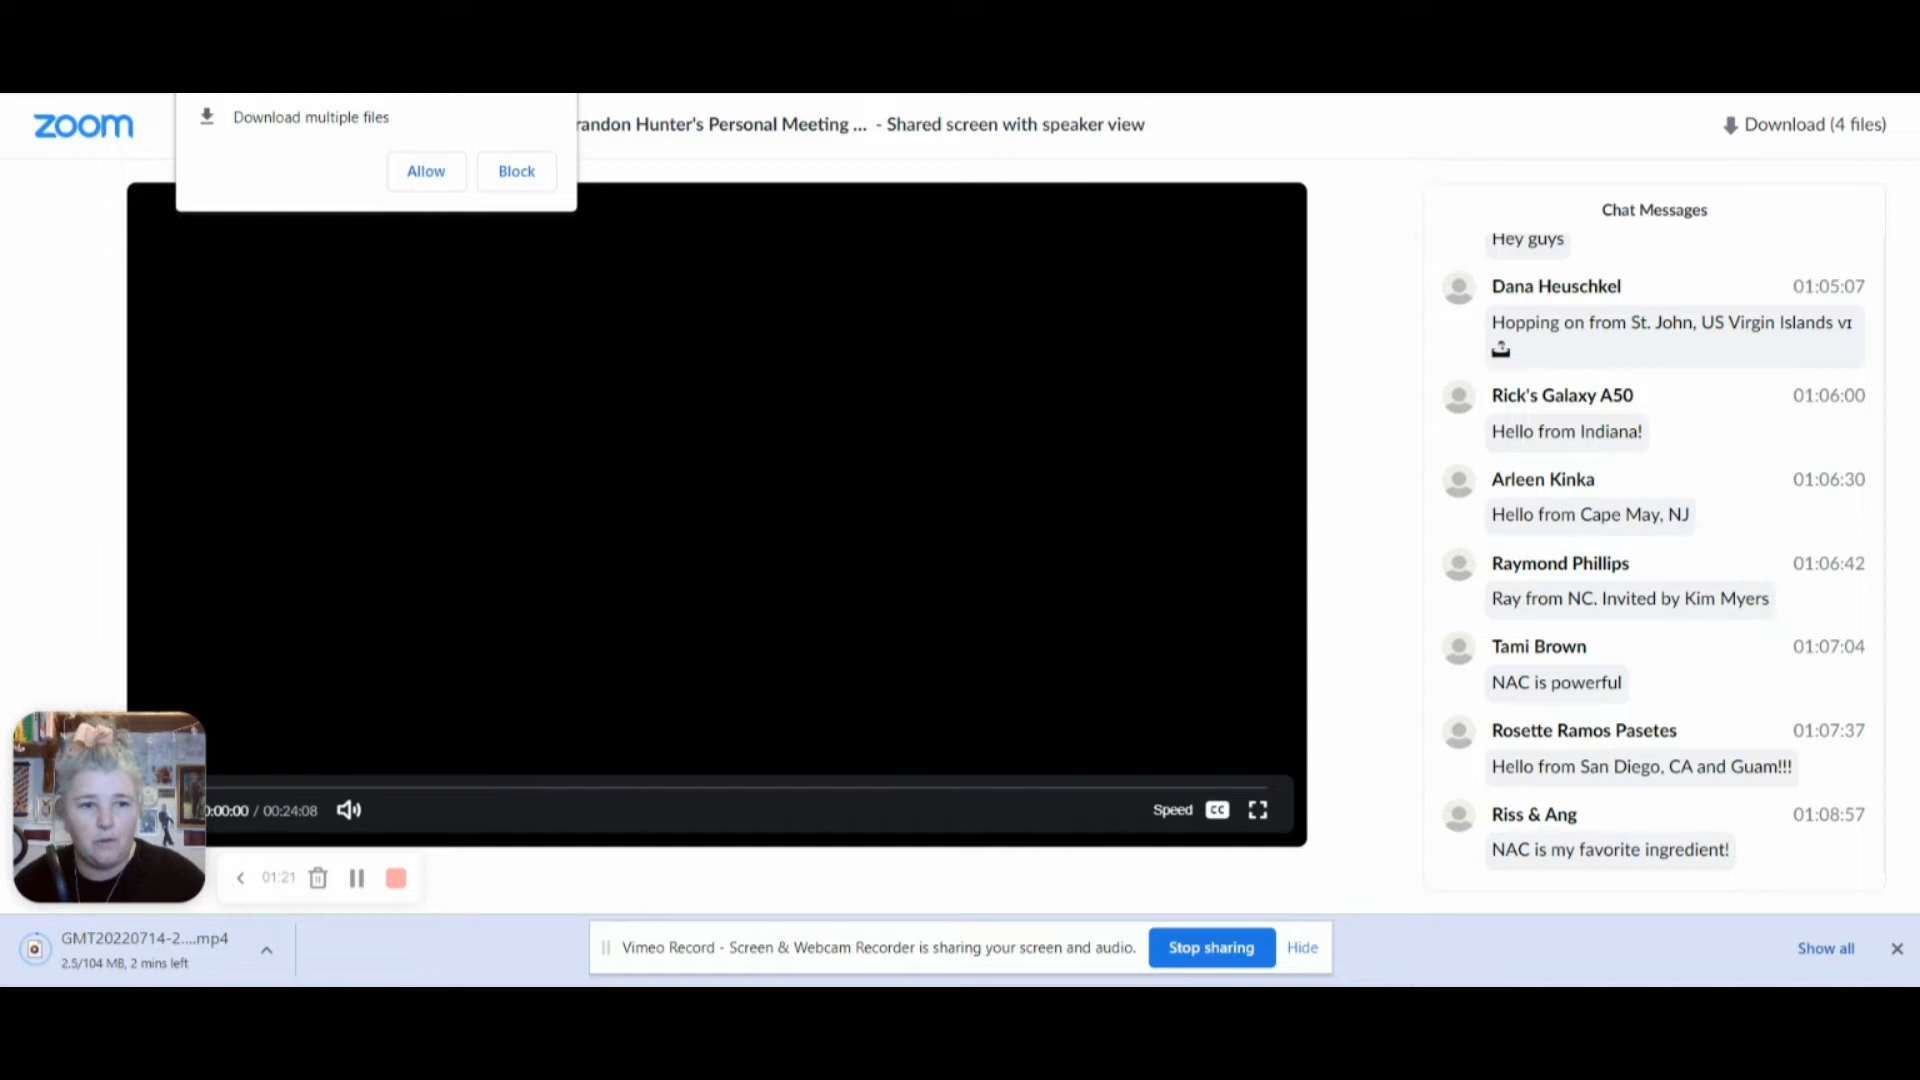 zoom
Download multiple files
Allow
Block
randon Hunter's Personal Meeting ... - Shared screen with speaker view
Download (4 files)
Chat Messages
Hey guys
Dana Heuschkel 01:05:07
Hopping on from St. John, US Virgin Islands VI
Rick's Galaxy A50 01:06:00
Hello from Indiana!
Arleen Kinka 01:06:30
Hello from Cape May, NJ
Raymond Phillips 01:06:42
Ray from NC. Invited by Kim Myers
Tami Brown 01:07:04
NAC is powerful
Rosette Ramos Pasetes 01:07:37
Hello from San Diego, CA and Guam!!!
Riss & Ang 01:08:57
NAC is my favorite ingredient!
0:00:00 / 00:24:08
Speed CC
01:21
GMT20220714-2....mp4
2.5/104 MB, 2 mins left
Vimeo Record - Screen & Webcam Recorder is sharing your screen and audio.
Stop sharing
Hide
Show all